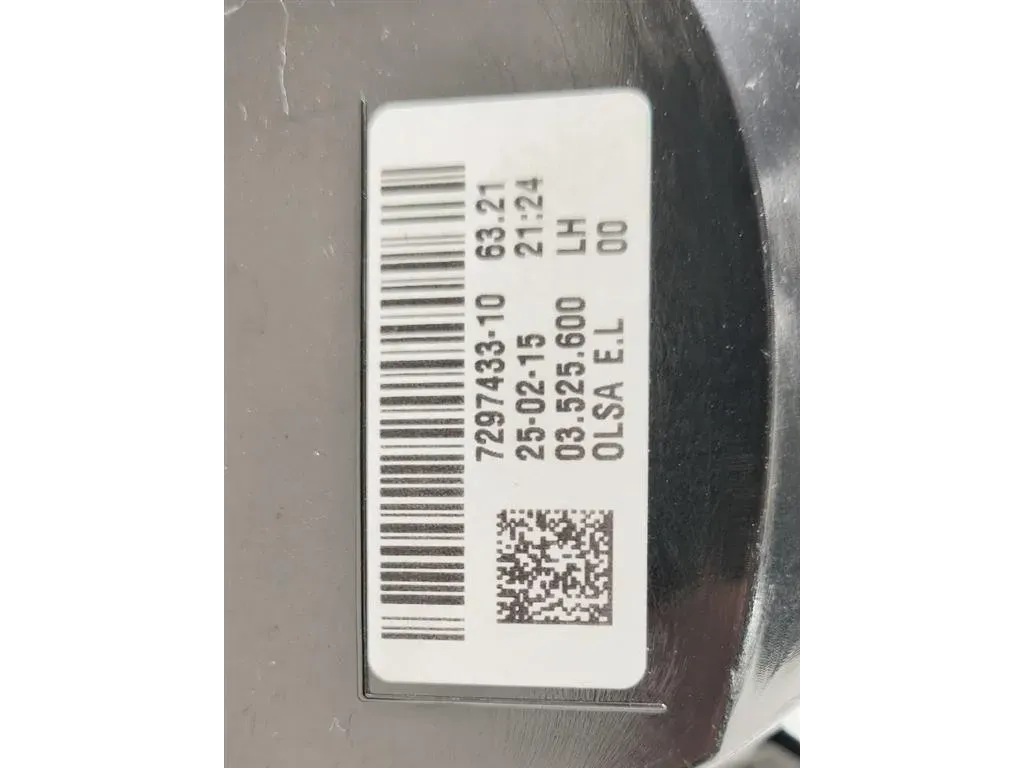 7297433-10 63.21
25-02-15 21:24
03.525.600 LH
OLSA E.L 00